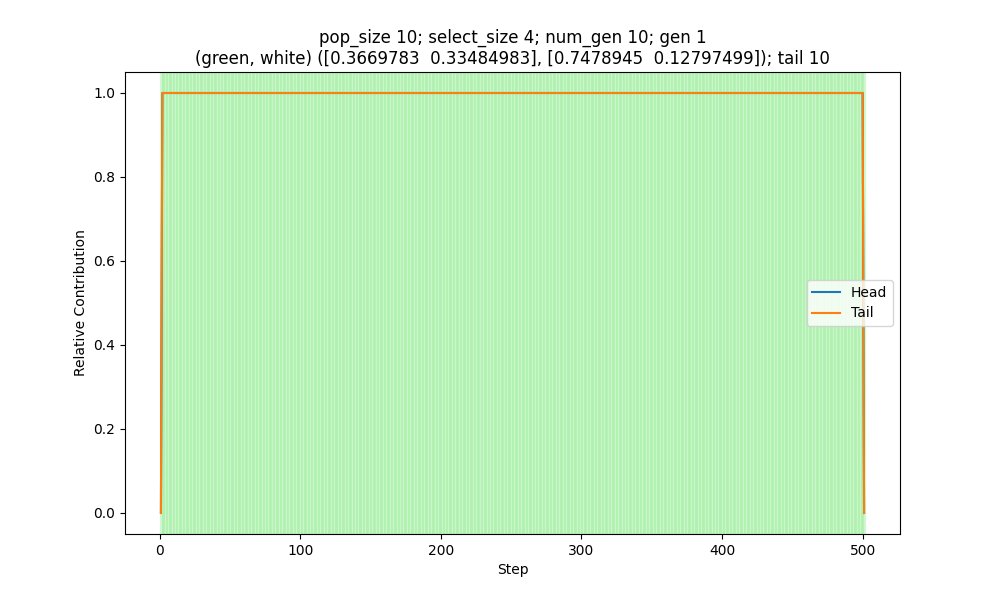 pop_size 10; select_size 4; num_gen 10; gen 1
(green, white) ([0.3669783  0.33484983], [0.7478945  0.12797499]); tail 10
1.0
0.8
0.6
0.4
0.2
0.0
Relative Contribution
Head
Tail
0 100 200 300 400 500
Step